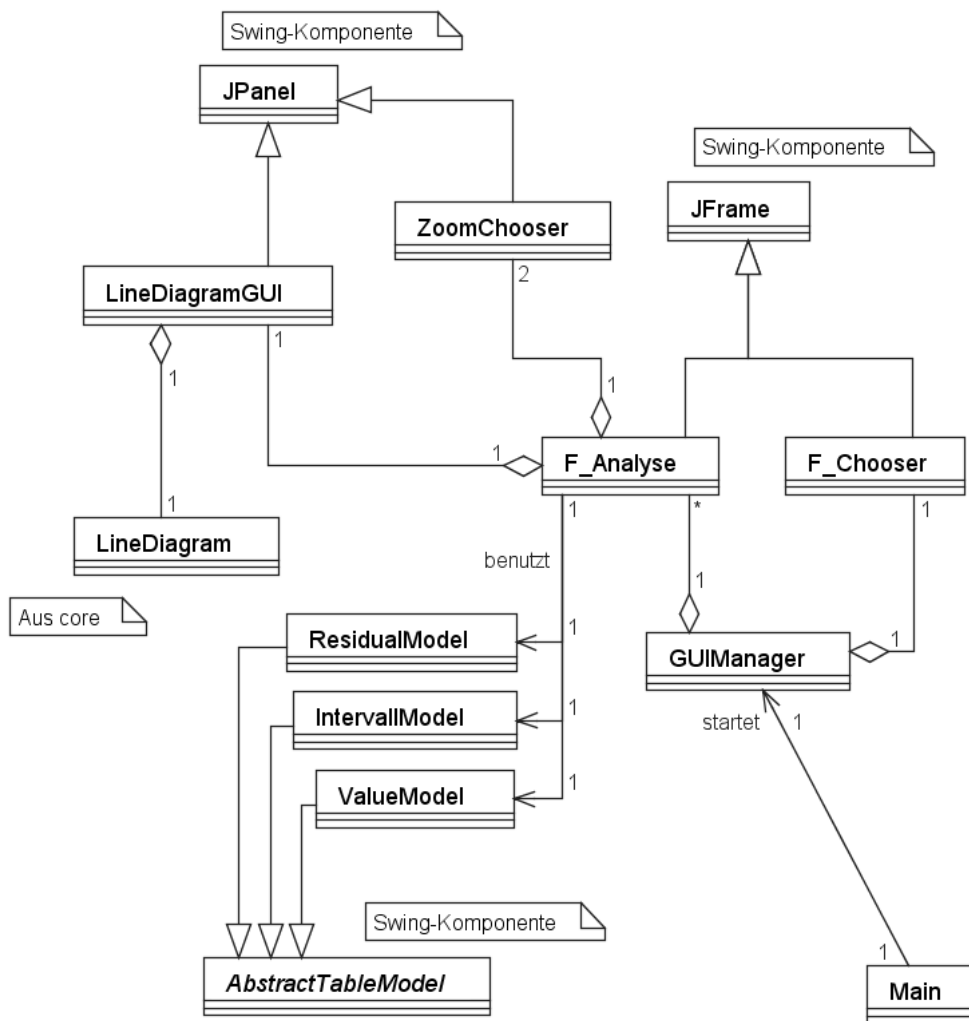 Swing-Komponente
JPanel
Swing-Komponente
JFrame
ZoomChooser
2
LineDiagramGUI
1
1
1
1
F_Analyse
F_Chooser
1
*
1
1
LineDiagram
benutzt
1
Aus core
ResidualModel
1
GUIManager
1
IntervallModel
1
startet
1
ValueModel
1
Swing-Komponente
AbstractTableModel
1
Main